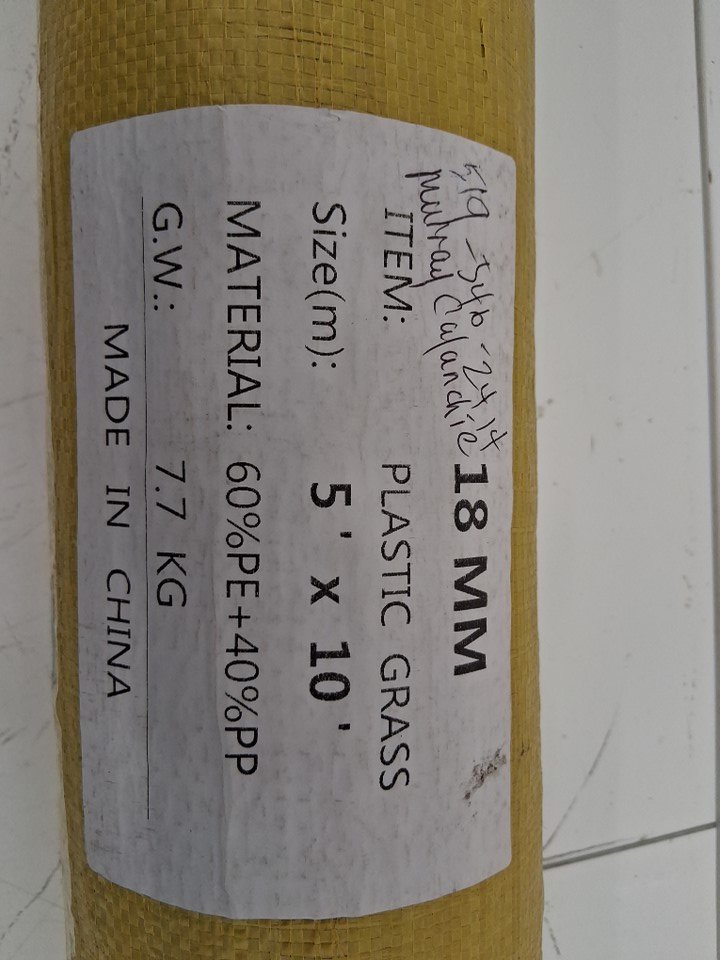 18 MM
ITEM: PLASTIC GRASS
Size(m): 5' x 10'
MATERIAL: 60%PE+40%PP
G.W.: 7.7 KG
MADE IN CHINA